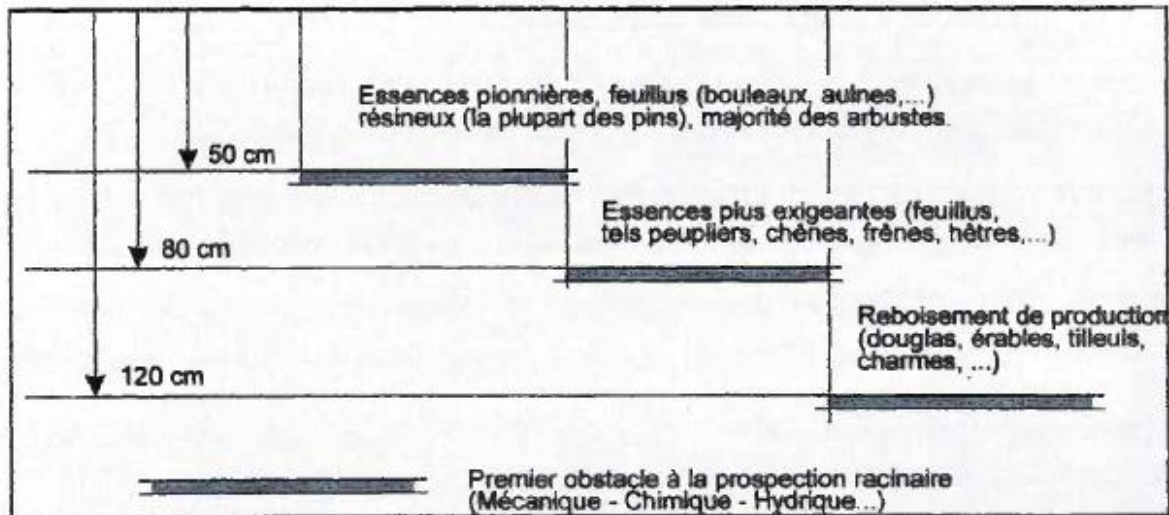 Essences pionnières, feuillus (bouleaux, aulnes,...)
résineux (la plupart des pins), majorité des arbustes.
50 cm
Essences plus exigeantes (feuillus,
tels peupliers, chênes, frênes, hêtres,...)
80 cm
Reboisement de production
(douglas, érables, tilleuls,
charmes, ...)
120 cm
Premier obstacle à la prospection racinaire
(Mécanique - Chimique - Hydrique...)